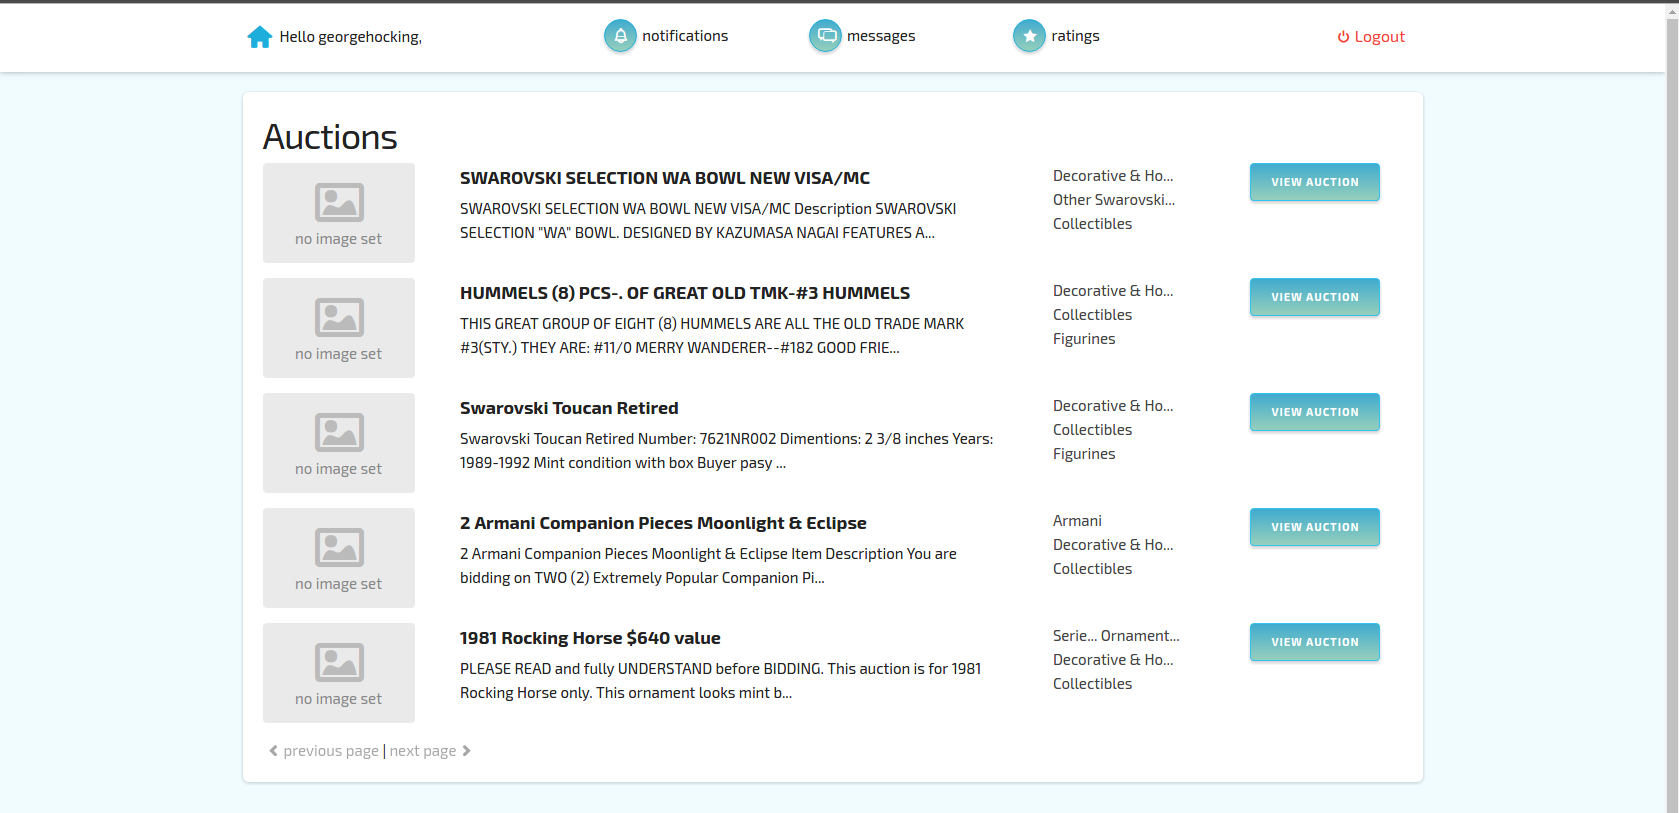 Hello georgehocking,
notifications
messages
ratings
Logout
Auctions
no image set
SWAROVSKI SELECTION WA BOWL NEW VISA/MC
SWAROVSKI SELECTION WA BOWL NEW VISA/MC Description SWAROVSKI
SELECTION "WA" BOWL. DESIGNED BY KAZUMASA NAGAI FEATURES A...
Decorative & Ho...
Other Swarovski...
Collectibles
VIEW AUCTION
no image set
HUMMELS (8) PCS-. OF GREAT OLD TMK-#3 HUMMELS
THIS GREAT GROUP OF EIGHT (8) HUMMELS ARE ALL THE OLD TRADE MARK
#3(STY.) THEY ARE: #11/0 MERRY WANDERER--#182 GOOD FRIE...
Decorative & Ho...
Collectibles
Figurines
VIEW AUCTION
no image set
Swarovski Toucan Retired
Swarovski Toucan Retired Number: 7621NR002 Dimentions: 2 3/8 inches Years:
1989-1992 Mint condition with box Buyer pasy ...
Decorative & Ho...
Collectibles
Figurines
VIEW AUCTION
no image set
2 Armani Companion Pieces Moonlight & Eclipse
2 Armani Companion Pieces Moonlight & Eclipse Item Description You are
bidding on TWO (2) Extremely Popular Companion Pi...
Armani
Decorative & Ho...
Collectibles
VIEW AUCTION
no image set
1981 Rocking Horse $640 value
PLEASE READ and fully UNDERSTAND before BIDDING. This auction is for 1981
Rocking Horse only. This ornament looks mint b...
Serie... Ornament...
Decorative & Ho...
Collectibles
VIEW AUCTION
previous page | next page